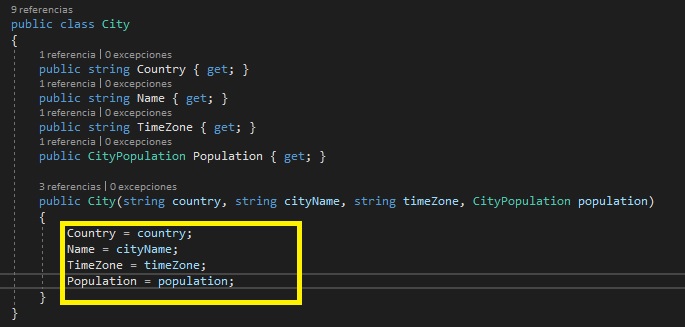 9 referencias
public class City
{
1 referencia | 0 excepciones
public string Country { get; }
1 referencia | 0 excepciones
public string Name { get; }
1 referencia | 0 excepciones
public string TimeZone { get; }
1 referencia | 0 excepciones
public CityPopulation Population { get; }
3 referencias | 0 excepciones
public City(string country, string cityName, string timeZone, CityPopulation population)
{
Country = country;
Name = cityName;
TimeZone = timeZone;
Population = population;
}
}